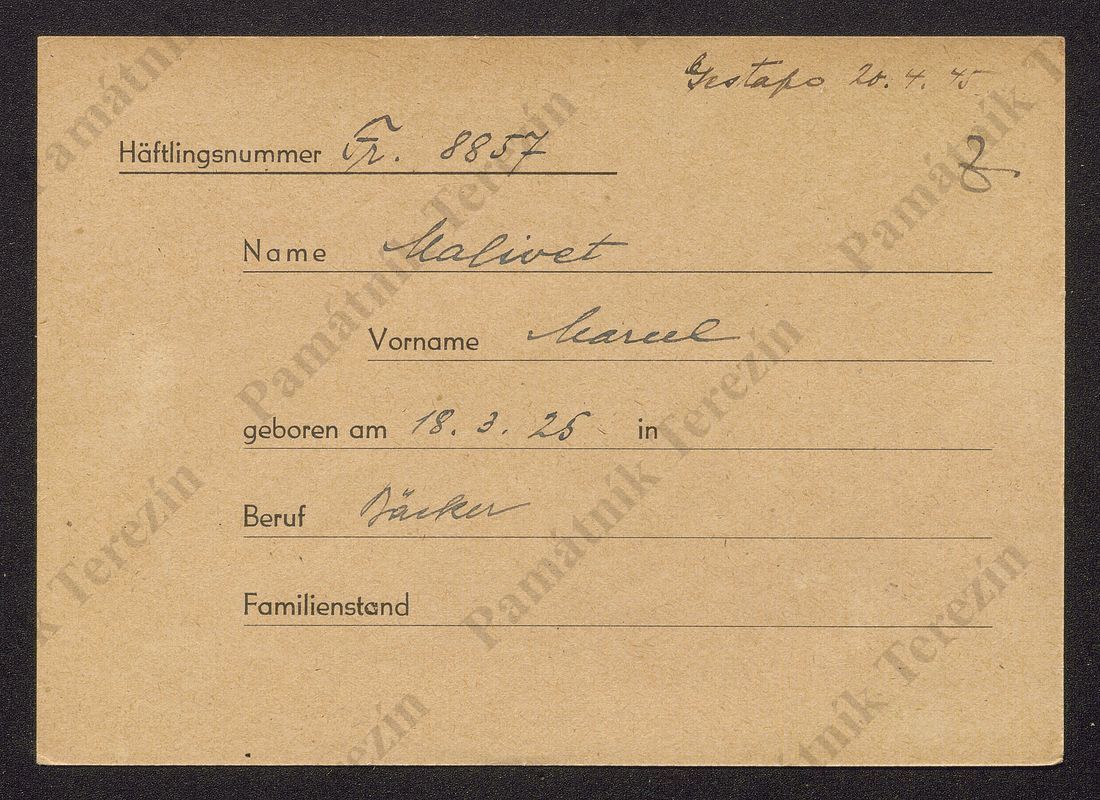 Gestapo 20. 4. 45
Häftlingsnummer Fr. 8857
Name Malivet
Vorname Marcel
geboren am 18. 3. 25 in
Beruf Bäcker
Familienstand
Památník Terezín